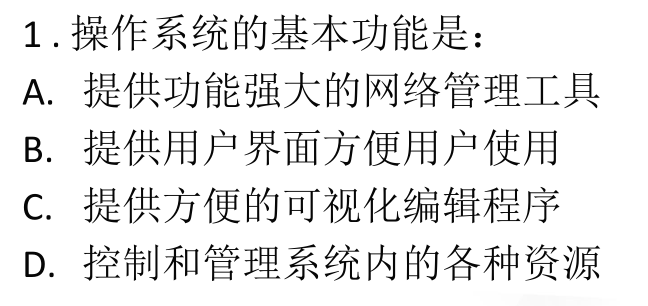 1．操作系统的基本功能是：
A. 提供功能强大的网络管理工具
B. 提供用户界面方便用户使用
C. 提供方便的可视化编辑程序
D. 控制和管理系统内的各种资源